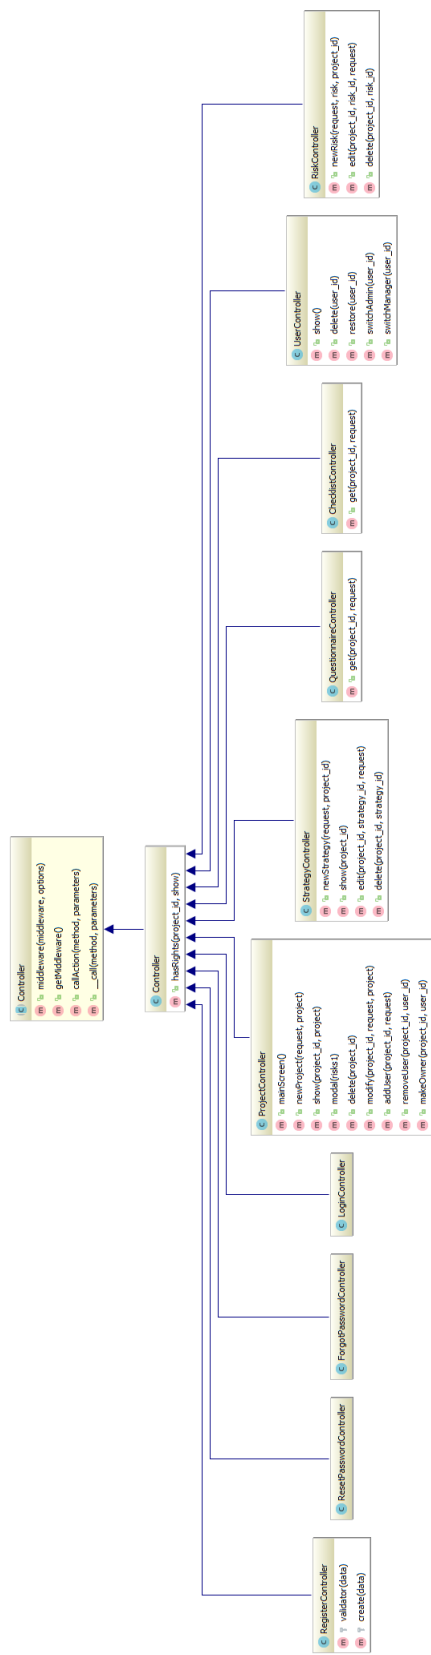 Controller
middleware(middleware, options)
getMiddleware()
callAction(method, parameters)
__call(method, parameters)
Controller
hasRights(project_id, show)
RegisterController
validator(data)
create(data)
ResetPasswordController
ForgotPasswordController
LoginController
ProjectController
mainScreen()
newProject(request, project)
show(project_id, project)
modal(risks1)
delete(project_id)
modify(project_id, request, project)
addUser(project_id, request)
removeUser(project_id, user_id)
makeOwner(project_id, user_id)
StrategyController
newStrategy(request, project_id)
show(project_id)
edit(project_id, strategy_id, request)
delete(project_id, strategy_id)
QuestionnaireController
get(project_id, request)
ChecklistController
get(project_id, request)
UserController
show()
delete(user_id)
restore(user_id)
switchAdmin(user_id)
switchManager(user_id)
RiskController
newRisk(request, risk, project_id)
edit(project_id, risk_id, request)
delete(project_id, risk_id)